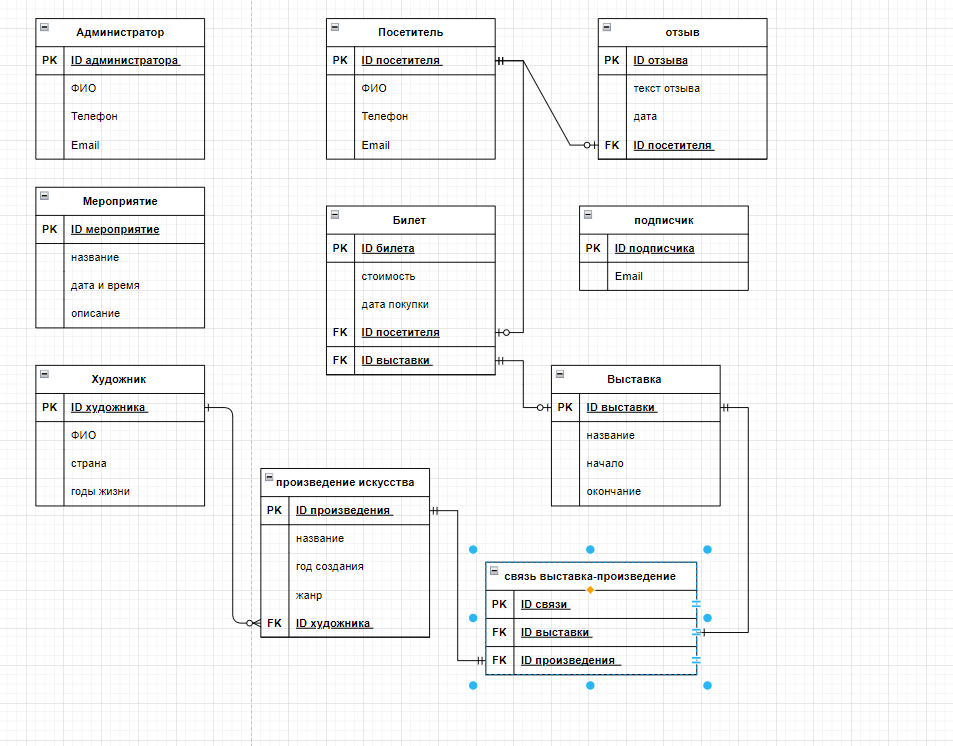 Администратор
PK ID администратора
ФИО
Телефон
Email
Посетитель
PK ID посетителя
ФИО
Телефон
Email
отзыв
PK ID отзыва
текст отзыва
дата
FK ID посетителя
Мероприятие
PK ID мероприятие
название
дата и время
описание
Билет
PK ID билета
стоимость
дата покупки
FK ID посетителя
FK ID выставки
подписчик
PK ID подписчика
Email
Художник
PK ID художника
ФИО
страна
годы жизни
Выставка
PK ID выставки
название
начало
окончание
произведение искусства
PK ID произведения
название
год создания
жанр
FK ID художника
связь выставка-произведение
PK ID связи
FK ID выставки
FK ID произведения